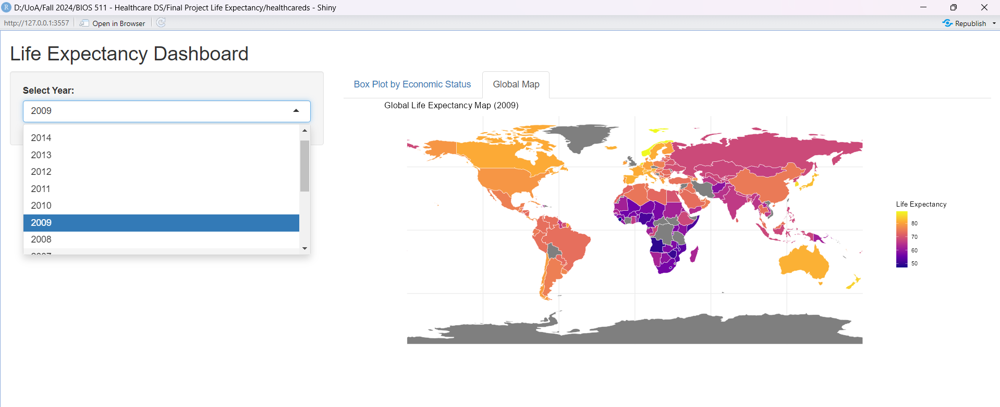 R D:/UoA/Fall 2024/BIOS 511 - Healthcare DS/Final Project Life Expectancy/healthcareds - Shiny
http://127.0.0.1:3557 Open in Browser Republish
Life Expectancy Dashboard
Select Year:
2009
2014
2013
2012
2011
2010
2009
2008
Box Plot by Economic Status Global Map
Global Life Expectancy Map (2009)
Life Expectancy
80
70
60
50